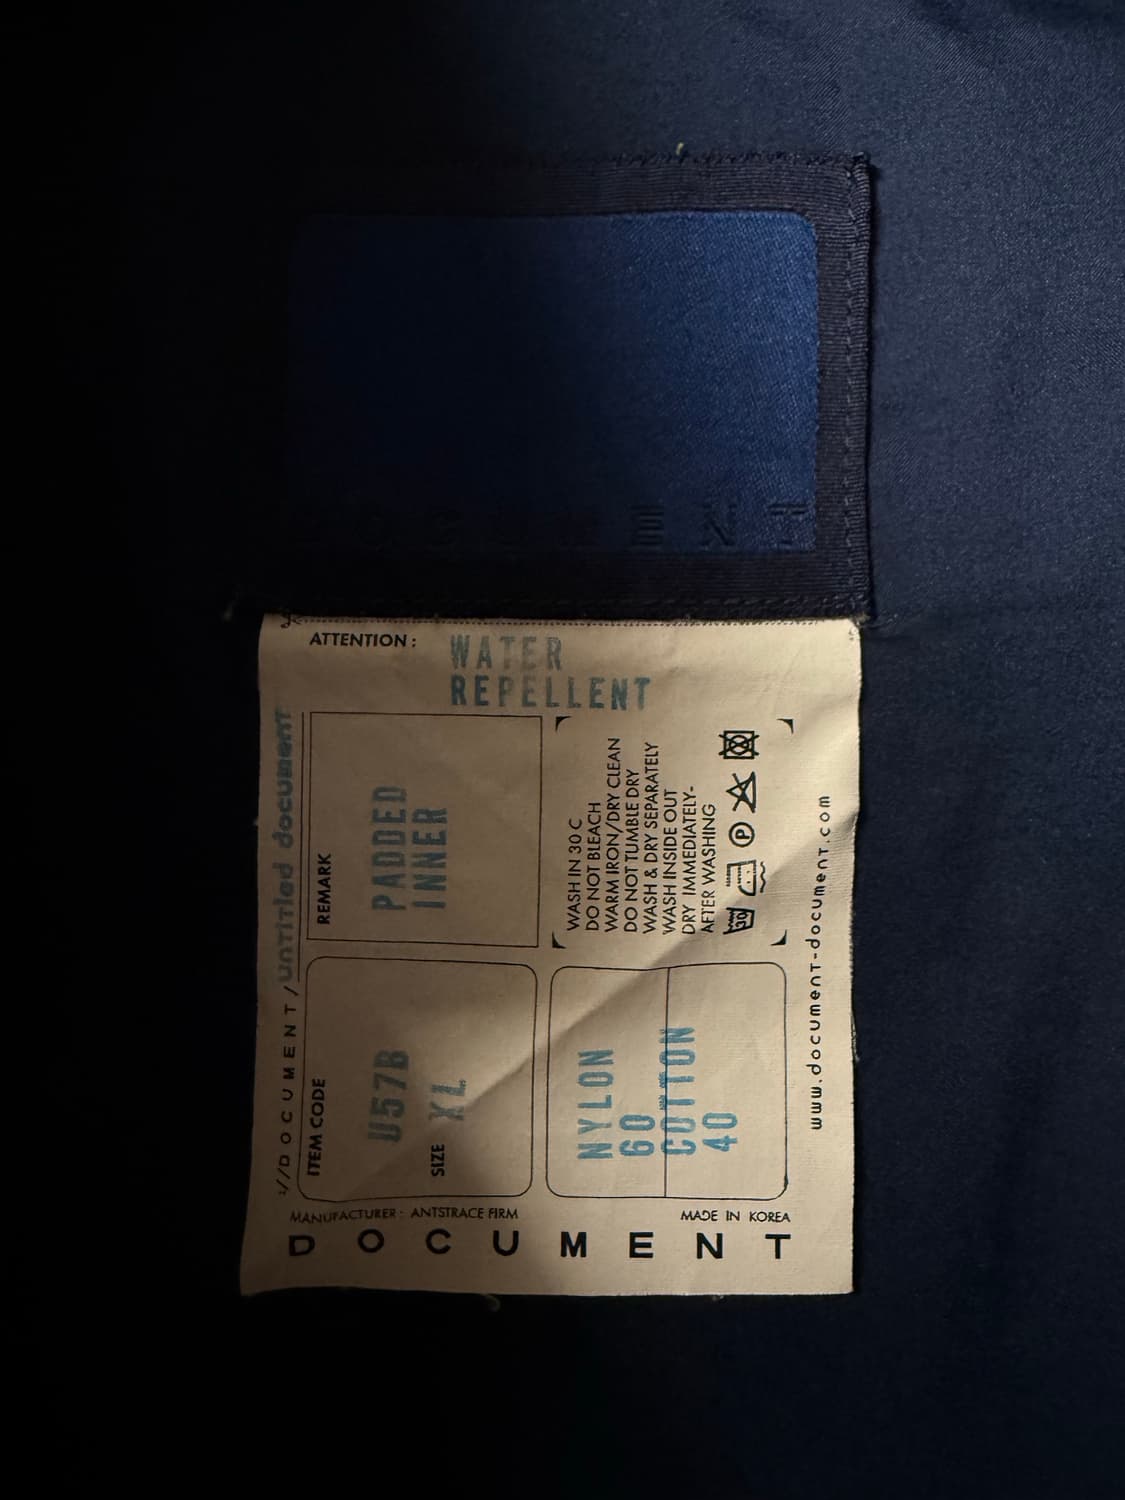 DOCUMENT
ATTENTION :
WATER
REPELLENT
/DOCUMENT/untitled document
REMARK
PADDED
INNER
WASH IN 30 C
DO NOT BLEACH
WARM IRON/DRY CLEAN
DO NOT TUMBLE DRY
WASH & DRY SEPARATELY
WASH INSIDE OUT
DRY IMMEDIATELY-
AFTER WASHING
30
P
ITEM CODE
U57B
SIZE XL
NYLON
60
COTTON
40
www.document-document.com
MANUFACTURER : ANTSTRACE FIRM
MADE IN KOREA
DOCUMENT